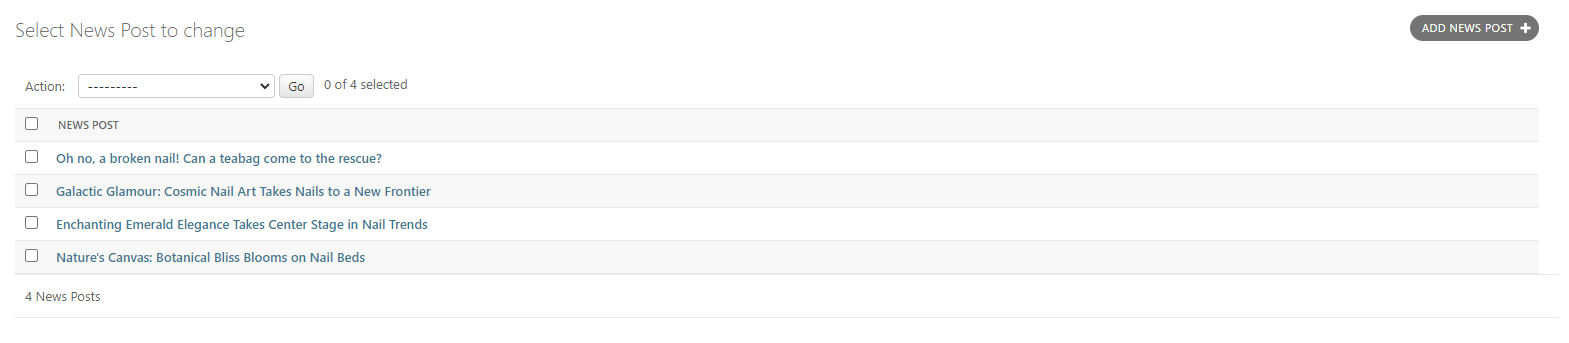 Select News Post to change
ADD NEWS POST +
Action: --------- Go 0 of 4 selected
NEWS POST
Oh no, a broken nail! Can a teabag come to the rescue?
Galactic Glamour: Cosmic Nail Art Takes Nails to a New Frontier
Enchanting Emerald Elegance Takes Center Stage in Nail Trends
Nature's Canvas: Botanical Bliss Blooms on Nail Beds
4 News Posts